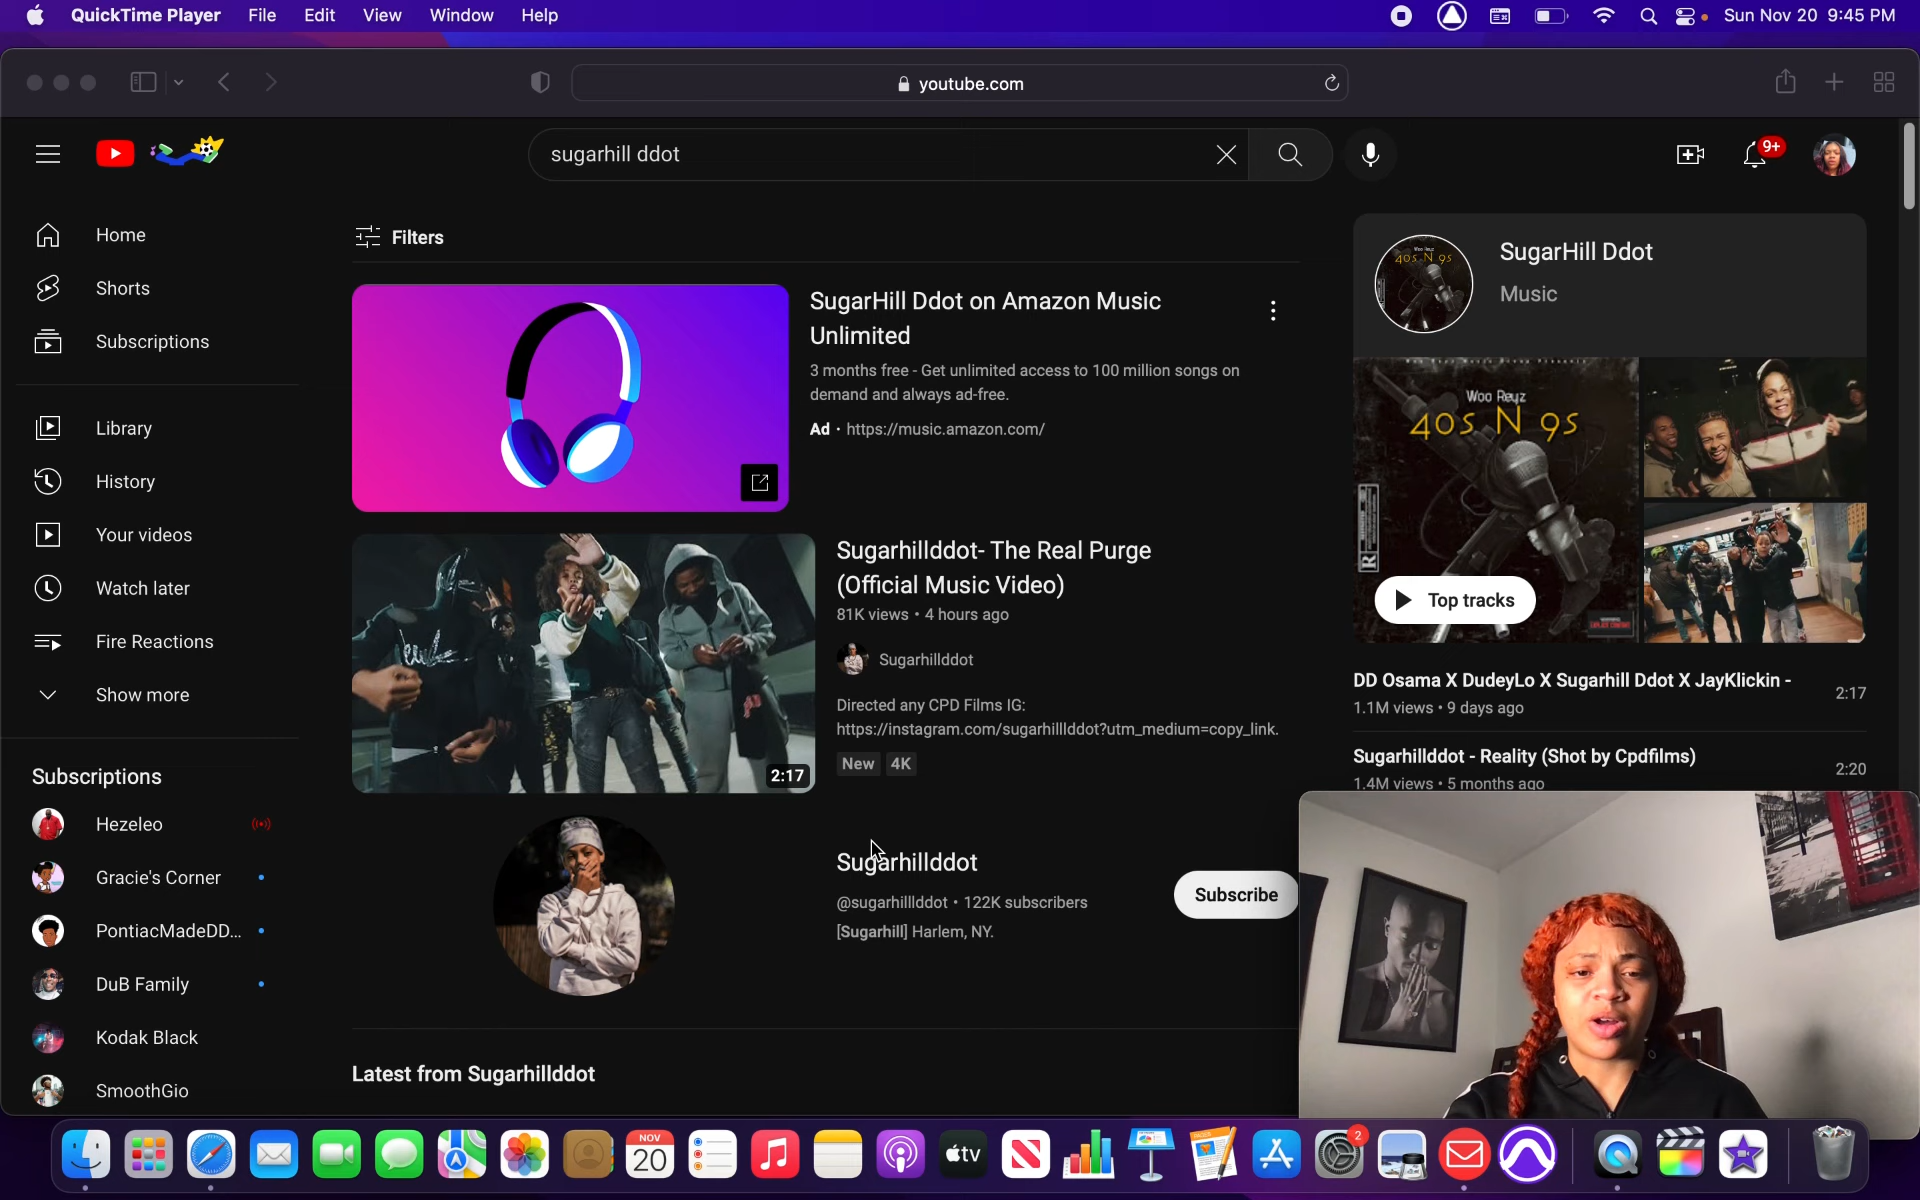 QuickTime Player File Edit View Window Help
Sun Nov 20 9:45 PM
youtube.com
sugarhill ddot
9+
Home
Shorts
Subscriptions
Library
History
Your videos
Watch later
Fire Reactions
Show more
Subscriptions
Hezeleo
Gracie's Corner
PontiacMadeDD...
DuB Family
Kodak Black
SmoothGio
Filters
SugarHill Ddot on Amazon Music
Unlimited
3 months free - Get unlimited access to 100 million songs on
demand and always ad-free.
Ad · https://music.amazon.com/
Sugarhillddot- The Real Purge
(Official Music Video)
81K views • 4 hours ago
Sugarhillddot
Directed any CPD Films IG:
https://instagram.com/sugarhilllddot?utm_medium=copy_link.
New 4K
2:17
Sugarhillddot
@sugarhilllddot • 122K subscribers
[Sugarhill] Harlem, NY.
Subscribe
Latest from Sugarhillddot
SugarHill Ddot
Music
40s N 9s
Woo Reyz
40s N 9s
Top tracks
DD Osama X DudeyLo X Sugarhill Ddot X JayKlickin -
1.1M views • 9 days ago
2:17
Sugarhillddot - Reality (Shot by Cpdfilms)
1.4M views • 5 months ago
2:20
NOV
20
tv
2